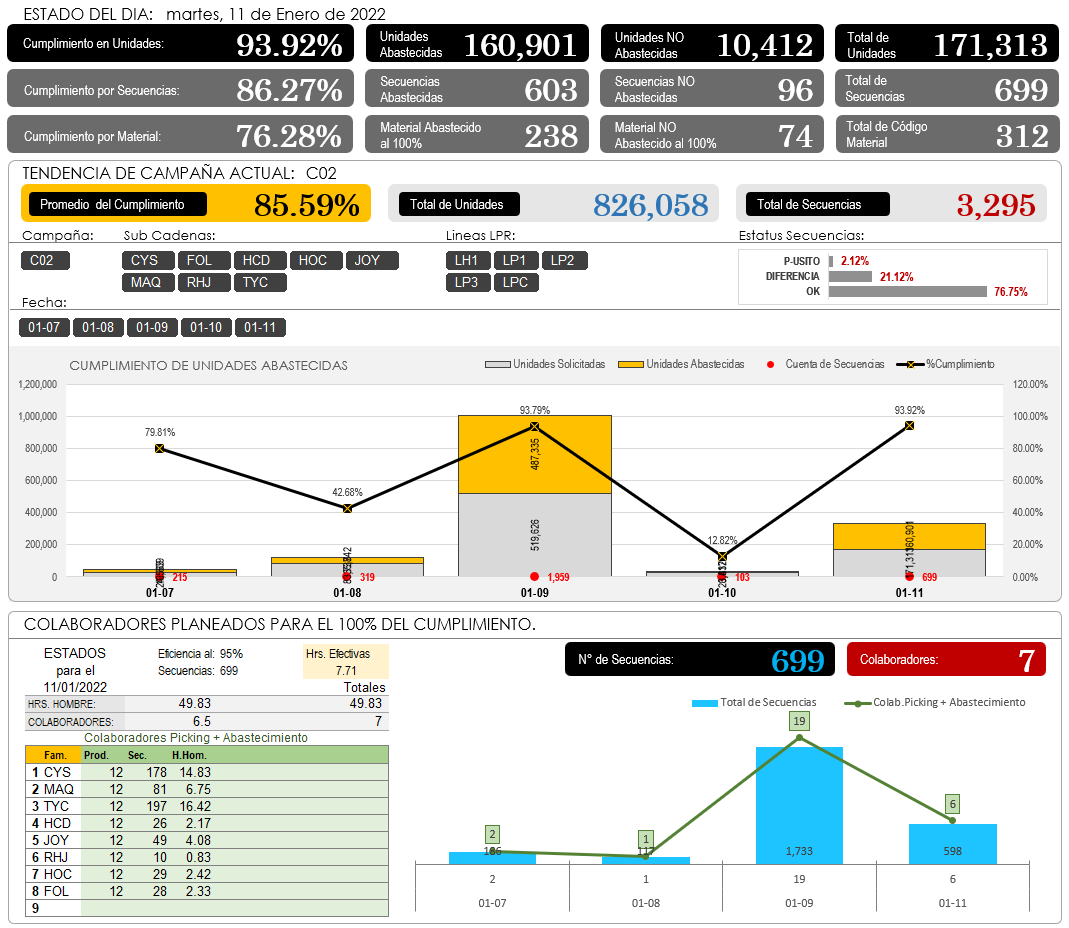 ESTADO DEL DIA: martes, 11 de Enero de 2022
Cumplimiento en Unidades: 93.92%
Unidades Abastecidas 160,901
Unidades NO Abastecidas 10,412
Total de Unidades 171,313
Cumplimiento por Secuencias: 86.27%
Secuencias Abastecidas 603
Secuencias NO Abastecidas 96
Total de Secuencias 699
Cumplimiento por Material: 76.28%
Material Abastecido al 100% 238
Material NO Abastecido al 100% 74
Total de Código Material 312
TENDENCIA DE CAMPAÑA ACTUAL: C02
Promedio del Cumplimiento 85.59%
Total de Unidades 826,058
Total de Secuencias 3,295
Campaña: Sub Cadenas: Lineas LPR: Estatus Secuencias:
C02 CYS FOL HCD HOC JOY LH1 LP1 LP2
MAQ RHJ TYC LP3 LPC
P-USITO 2.12%
DIFERENCIA 21.12%
OK 76.75%
Fecha:
01-07 01-08 01-09 01-10 01-11
CUMPLIMIENTO DE UNIDADES ABASTECIDAS
Unidades Solicitadas Unidades Abastecidas Cuenta de Secuencias %Cumplimiento
1,200,000 120.00%
1,000,000 100.00%
800,000 80.00%
600,000 60.00%
400,000 40.00%
200,000 20.00%
0 0.00%
79.81% 42.68% 93.79% 12.82% 93.92%
487,335
519,626
160,901
171,313
215 319 1,959 103 699
01-07 01-08 01-09 01-10 01-11
COLABORADORES PLANEADOS PARA EL 100% DEL CUMPLIMIENTO.
ESTADOS Eficiencia al: 95% Hrs. Efectivas
para el Secuencias: 699 7.71
11/01/2022 Totales
HRS. HOMBRE: 49.83 49.83
COLABORADORES: 6.5 7
Colaboradores Picking + Abastecimiento
Fam. Prod. Sec. H.Hom.
1 CYS 12 178 14.83
2 MAQ 12 81 6.75
3 TYC 12 197 16.42
4 HCD 12 26 2.17
5 JOY 12 49 4.08
6 RHJ 12 10 0.83
7 HOC 12 29 2.42
8 FOL 12 28 2.33
9
N° de Secuencias: 699
Colaboradores: 7
Total de Secuencias Colab.Picking + Abastecimiento
2 1 19 6
1,733 598
2 1 19 6
01-07 01-08 01-09 01-11